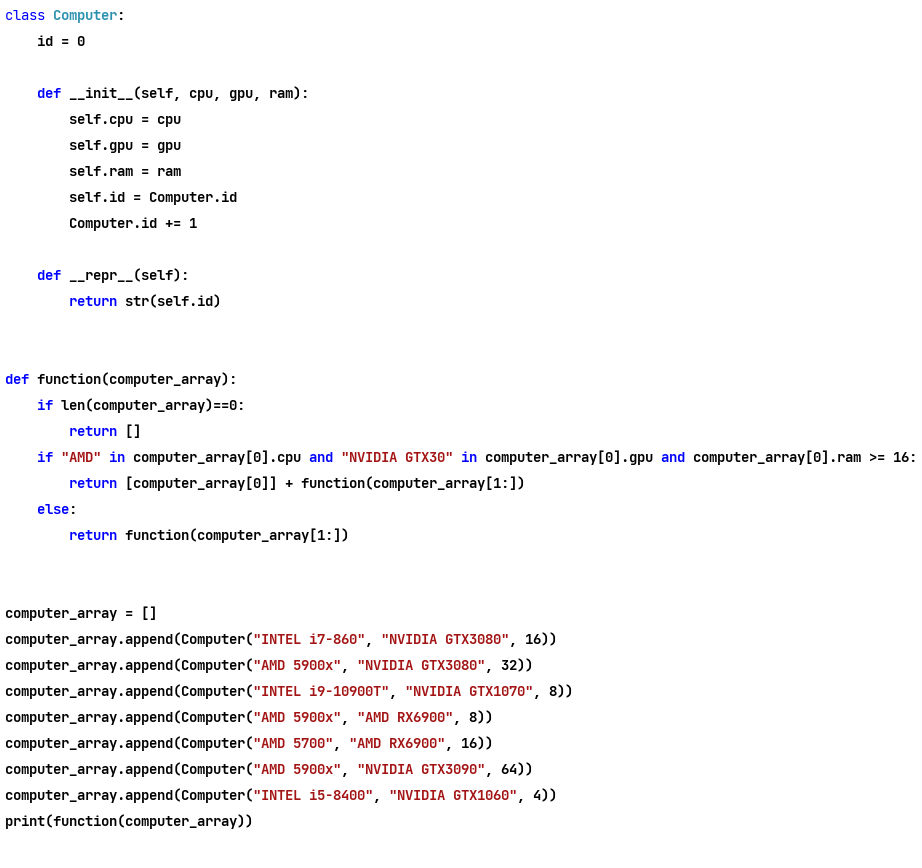 class Computer:
    id = 0
    def __init__(self, cpu, gpu, ram):
        self.cpu = cpu
        self.gpu = gpu
        self.ram = ram
        self.id = Computer.id
        Computer.id += 1
    def __repr__(self):
        return str(self.id)
def function(computer_array):
    if len(computer_array)==0:
        return []
    if "AMD" in computer_array[0].cpu and "NVIDIA GTX30" in computer_array[0].gpu and computer_array[0].ram >= 16:
        return [computer_array[0]] + function(computer_array[1:])
    else:
        return function(computer_array[1:])
computer_array = []
computer_array.append(Computer("INTEL i7-860", "NVIDIA GTX3080", 16))
computer_array.append(Computer("AMD 5900x", "NVIDIA GTX3080", 32))
computer_array.append(Computer("INTEL i9-10900T", "NVIDIA GTX1070", 8))
computer_array.append(Computer("AMD 5900x", "AMD RX6900", 8))
computer_array.append(Computer("AMD 5700", "AMD RX6900", 16))
computer_array.append(Computer("AMD 5900x", "NVIDIA GTX3090", 64))
computer_array.append(Computer("INTEL i5-8400", "NVIDIA GTX1060", 4))
print(function(computer_array))